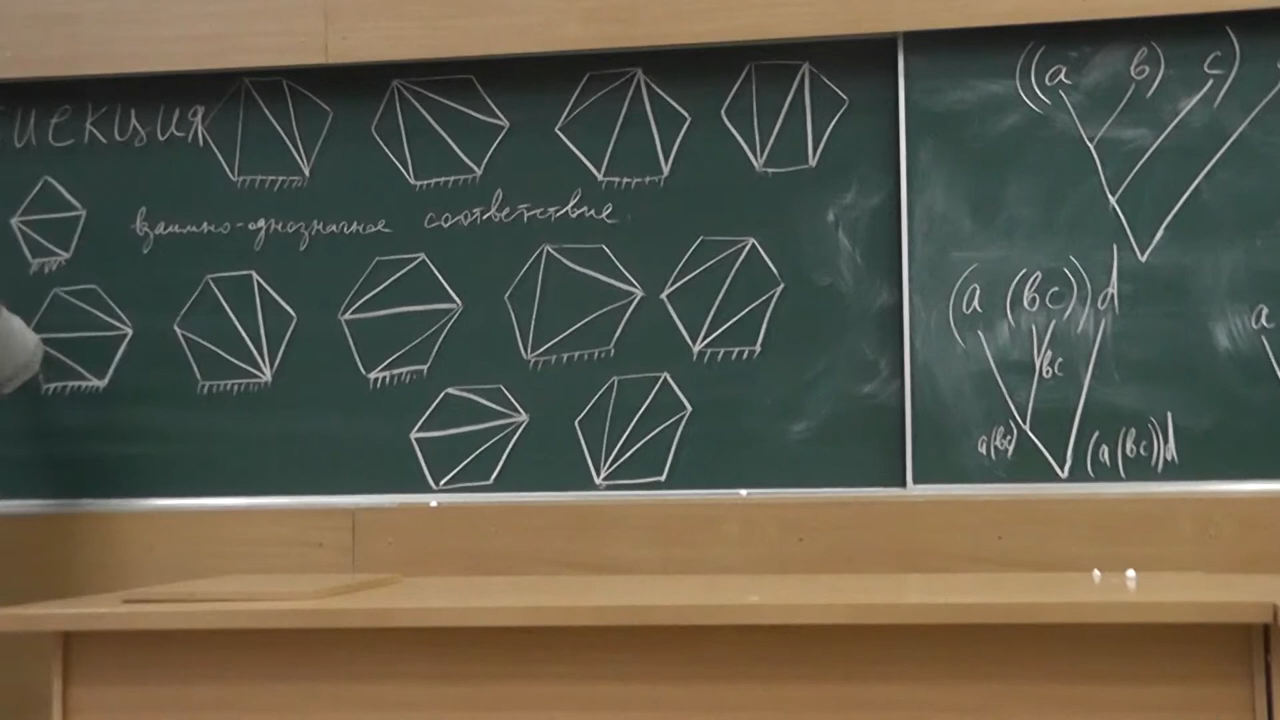 иекция
взаимно-однозначное соответствие
((a b) c)
(a (bc)) d
bc
a(bc)
(a(bc))d
a